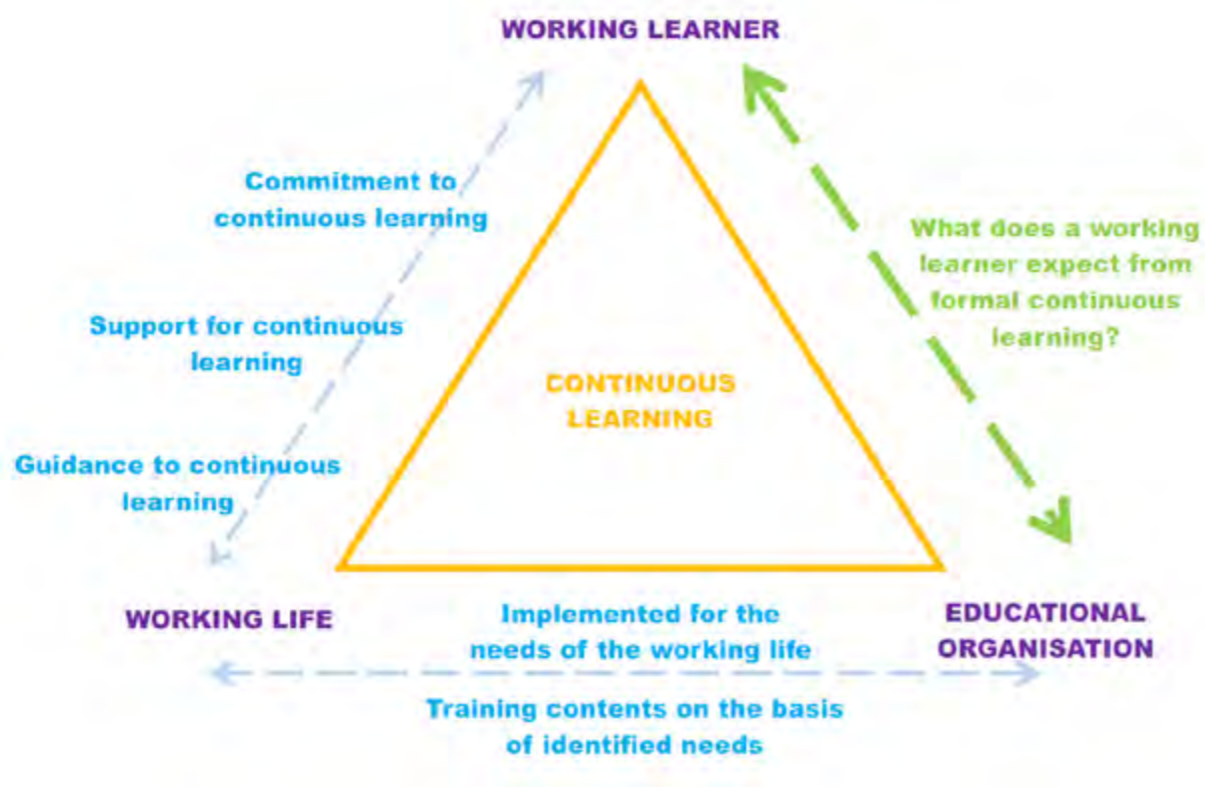 WORKING LEARNER
Commitment to
continuous learning
What does a working
learner expect from
formal continuous
learning?
Support for continuous
learning
CONTINUOUS
LEARNING
Guidance to continuous
learning
WORKING LIFE
Implemented for the
needs of the working life
EDUCATIONAL
ORGANISATION
Training contents on the basis
of identified needs